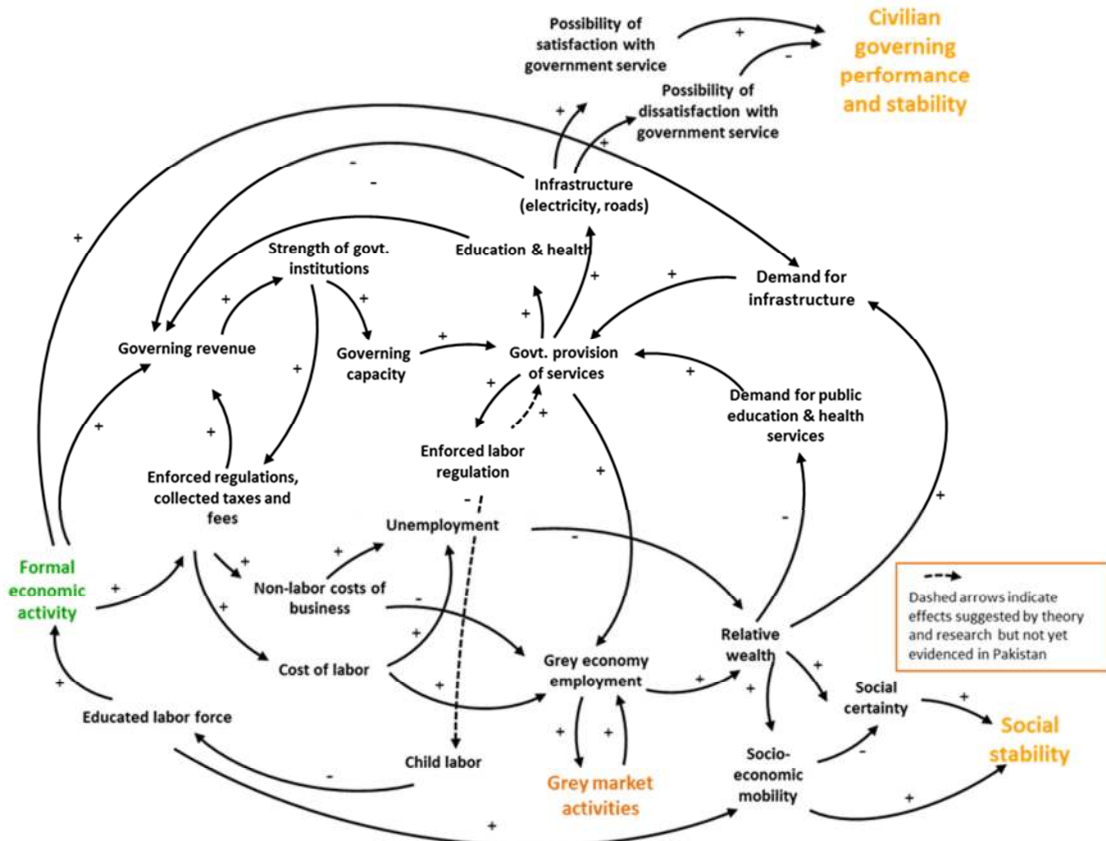 Possibility of
satisfaction with
government service
+
Civilian
governing
performance
and stability
-
Possibility of
dissatisfaction with
government service
+
+
-
-
Infrastructure
(electricity, roads)
+
Strength of govt.
institutions
Education & health
+
Demand for
infrastructure
+
+
+
+
Governing revenue
Governing
capacity
+
Govt. provision
of services
+
+
+
+
Demand for public
education & health
services
+
+
Enforced labor
regulation
+
Enforced regulations,
collected taxes and
fees
-
Unemployment
-
-
+
Formal
economic
activity
+
+
+
Non-labor costs of
business
-
+
Dashed arrows indicate
effects suggested by theory
and research but not yet
evidenced in Pakistan
+
Relative
wealth
Cost of labor
Grey economy
employment
+
+
+
+
+
Social
certainty
+
Educated labor force
Social
stability
+
+
Child labor
-
Socio-
economic
mobility
-
Grey market
activities
+
+